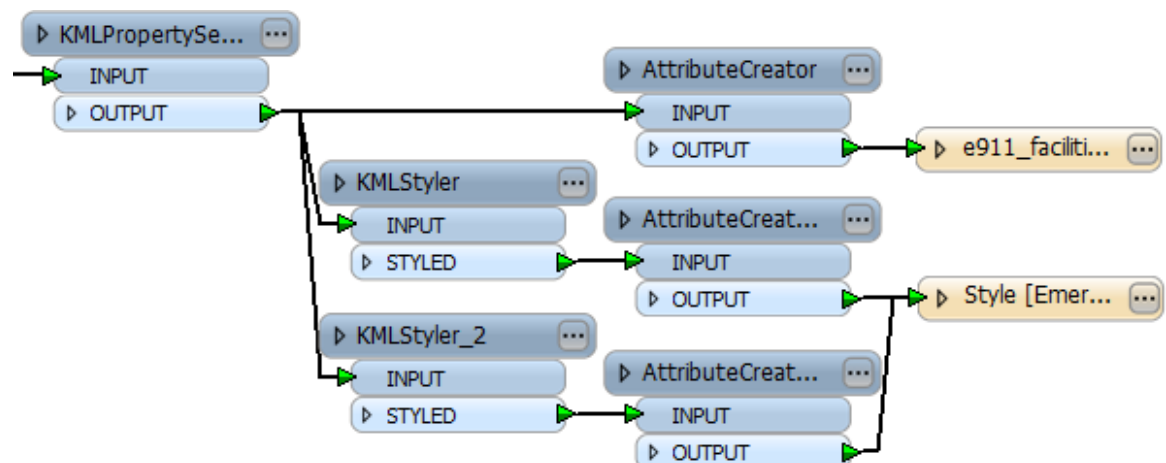 KMLPropertySe...
INPUT
OUTPUT
AttributeCreator
INPUT
OUTPUT
e911_faciliti...
KMLStyler
INPUT
STYLED
AttributeCreat...
INPUT
OUTPUT
Style [Emer...
KMLStyler_2
INPUT
STYLED
AttributeCreat...
INPUT
OUTPUT